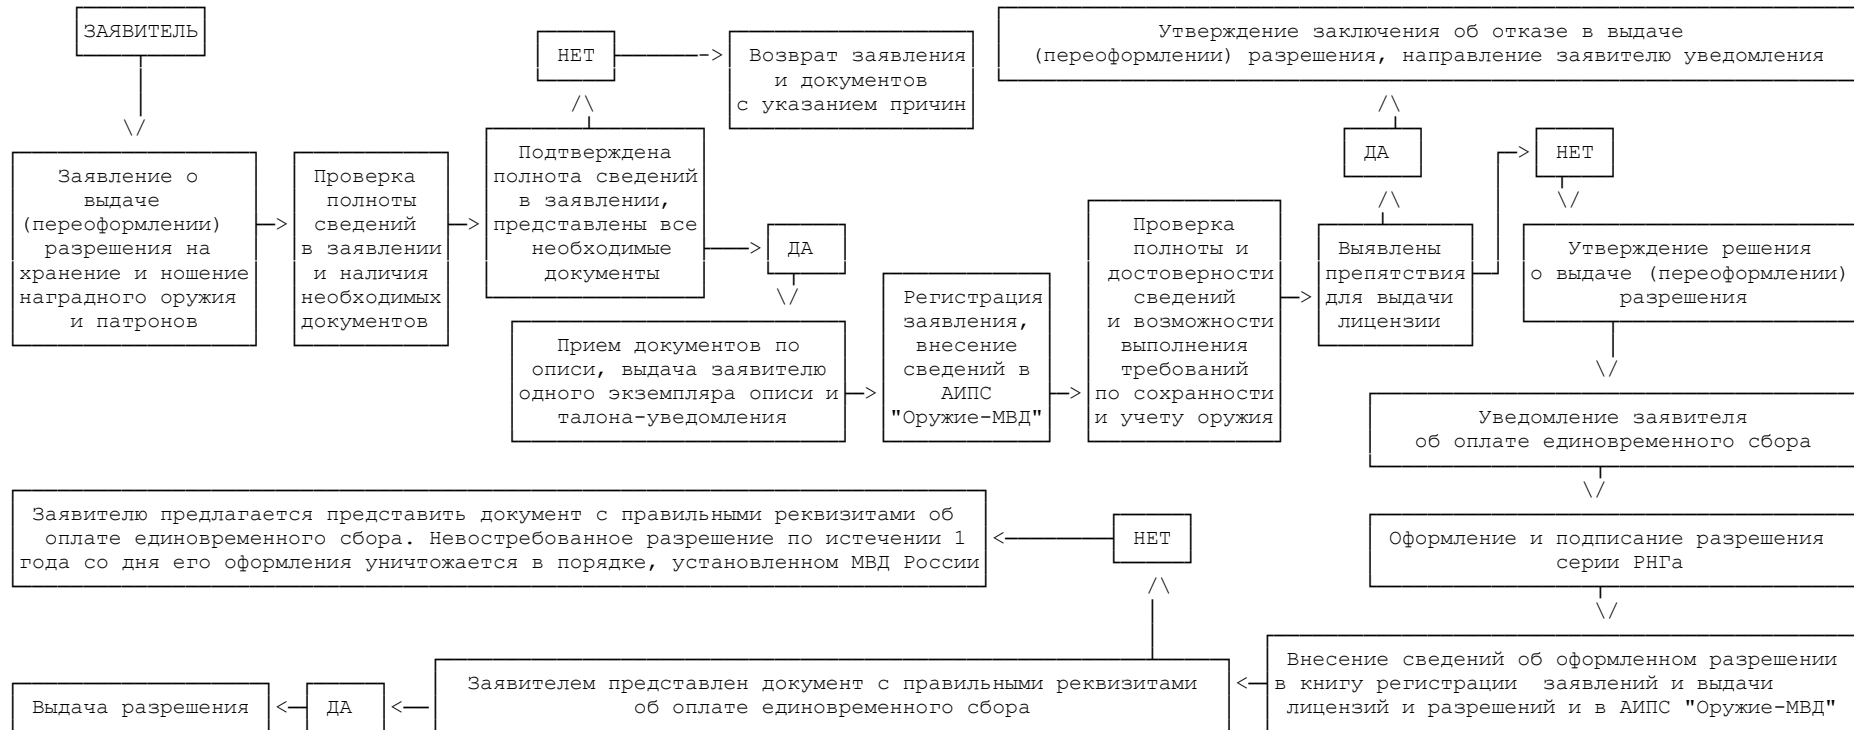 ЗАЯВИТЕЛЬ
НЕТ
Возврат заявления
и документов
с указанием причин
Утверждение заключения об отказе в выдаче
(переоформлении) разрешения, направление заявителю уведомления
Заявление о
выдаче
(переоформлении)
разрешения на
хранение и ношение
наградного оружия
и патронов
Проверка
полноты
сведений
в заявлении
и наличия
необходимых
документов
Подтверждена
полнота сведений
в заявлении,
представлены все
необходимые
документы
ДА
Прием документов по
описи, выдача заявителю
одного экземпляра описи и
талона-уведомления
Регистрация
заявления,
внесение
сведений в
АИПС
"Оружие-МВД"
Проверка
полноты и
достоверности
сведений
и возможности
выполнения
требований
по сохранности
и учету оружия
Выявлены
препятствия
для выдачи
лицензии
ДА
НЕТ
Утверждение решения
о выдаче (переоформлении)
разрешения
Уведомление заявителя
об оплате единовременного сбора
Оформление и подписание разрешения
серии РНГа
Внесение сведений об оформленном разрешении
в книгу регистрации заявлений и выдачи
лицензий и разрешений и в АИПС "Оружие-МВД"
Заявителем представлен документ с правильными реквизитами
об оплате единовременного сбора
НЕТ
Заявителю предлагается представить документ с правильными реквизитами об
оплате единовременного сбора. Невостребованное разрешение по истечении 1
года со дня его оформления уничтожается в порядке, установленном МВД России
ДА
Выдача разрешения